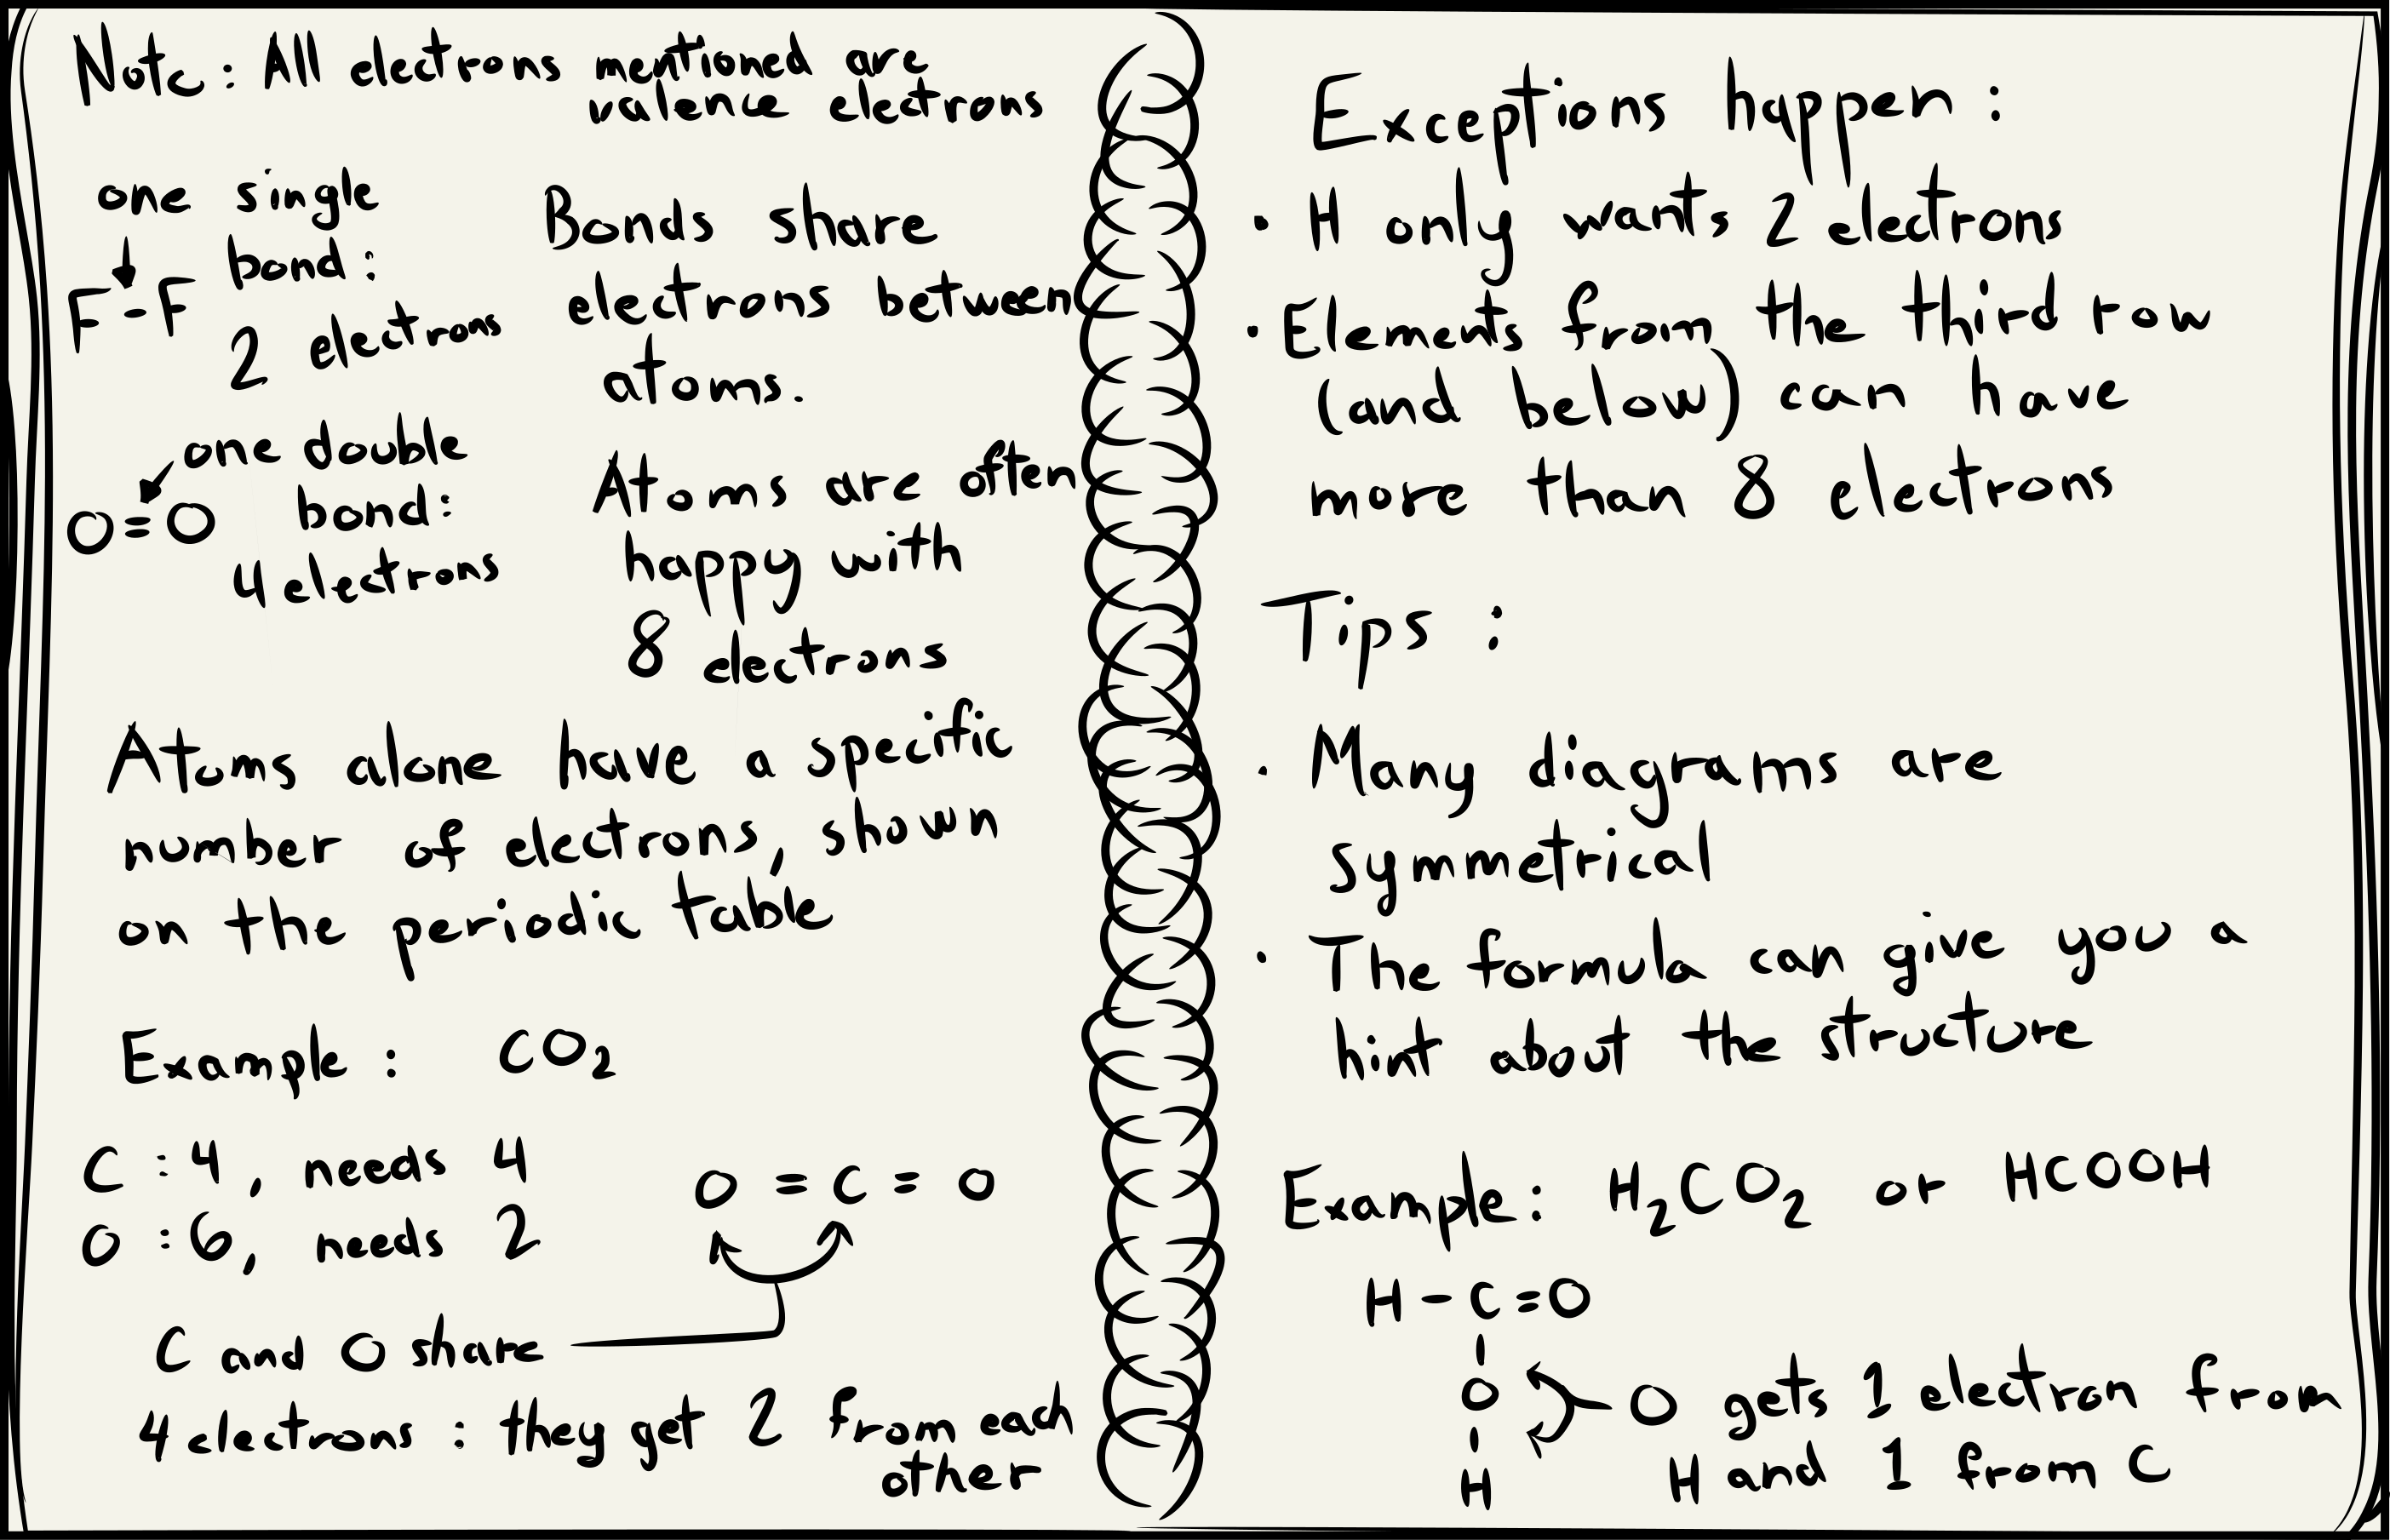 Note : All electrons mentioned are
valence electrons
one single
bond:
F-F
2 electrons
one double
bond:
O=O
4 electrons
Bonds share
electrons between
atoms.
Atoms are often
happy with
8 electrons
Atoms alone have a specific
number of electrons, shown
on the periodic table
Example : CO₂
C : 4, needs 4
O : 6, needs 2
O = C = O
C and O share
4 electrons : they get 2 from each
other
Exceptions happen :
· H only wants 2 electrons
· Elements from the third row
(and below) can have
more than 8 electrons
Tips :
· Many diagrams are
symmetrical
· The formula can give you a
hint about the structure
Example: H₂CO₂ or HCOOH
H - C = O
|
O
|
H
O gets 1 electron from
H and 1 from C